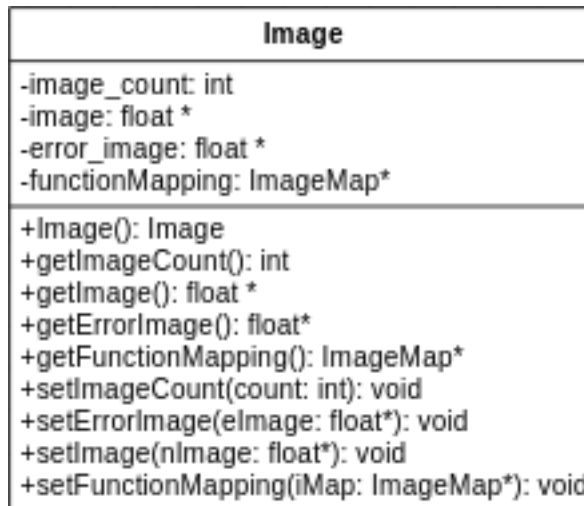 Image
-image_count: int
-image: float *
-error_image: float *
-functionMapping: ImageMap*
+Image(): Image
+getImageCount(): int
+getImage(): float *
+getErrorImage(): float*
+getFunctionMapping(): ImageMap*
+setImageCount(count: int): void
+setErrorImage(eImage: float*): void
+setImage(nImage: float*): void
+setFunctionMapping(iMap: ImageMap*): void